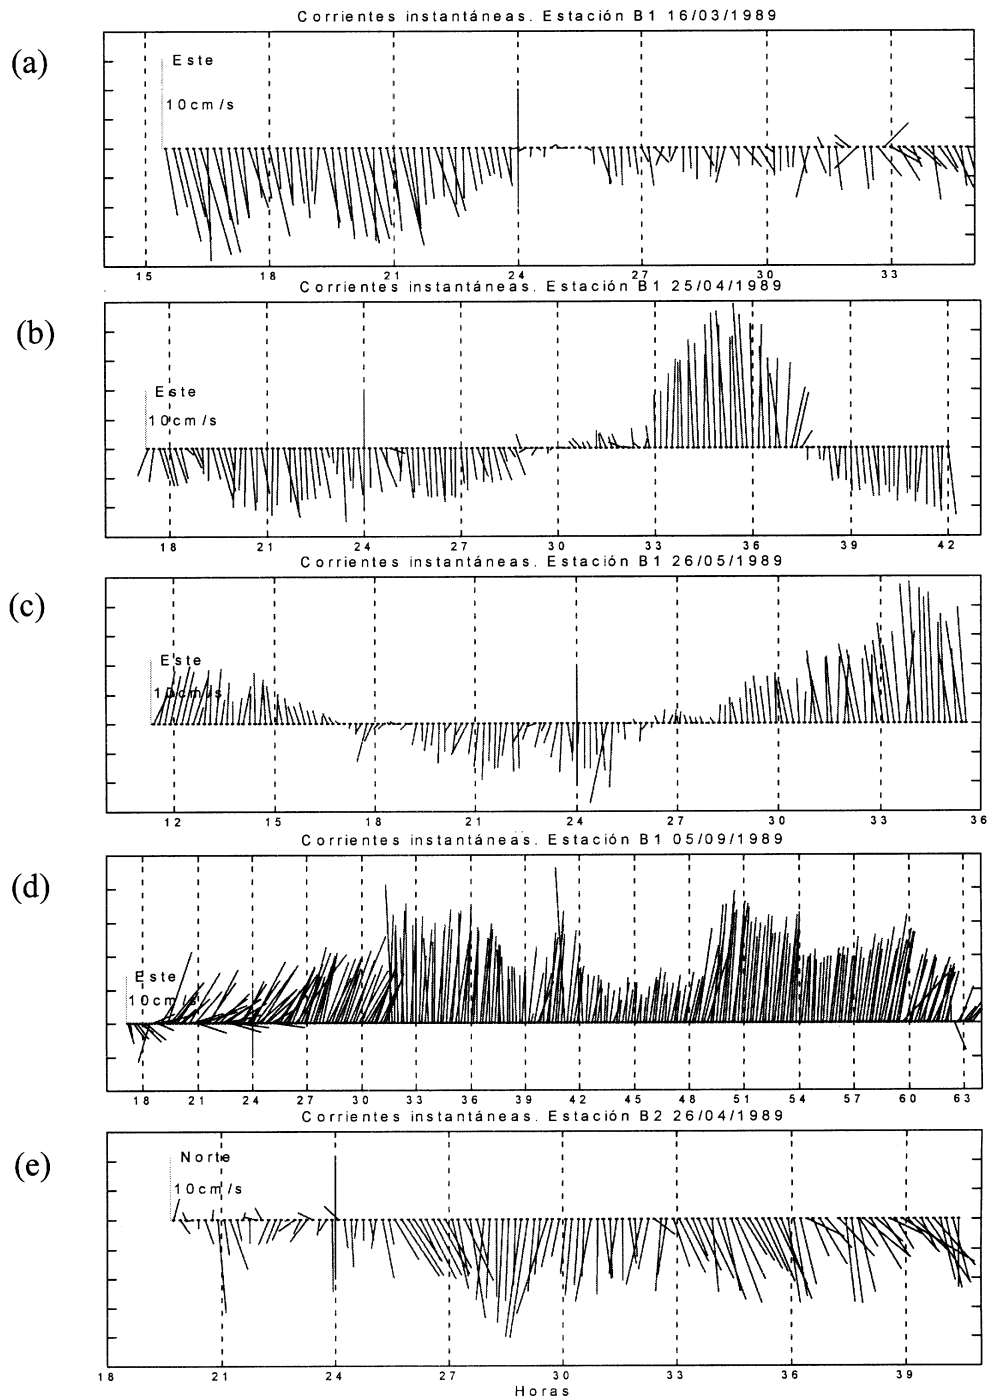 Corrientes instantáneas. Estación B1 16/03/1989
(a)
Este
10cm/s
15 18 21 24 27 30 33
Corrientes instantáneas. Estación B1 25/04/1989
(b)
Este
10cm/s
18 21 24 27 30 33 36 39 42
Corrientes instantáneas. Estación B1 26/05/1989
(c)
Este
10cm/s
12 15 18 21 24 27 30 33 36
Corrientes instantáneas. Estación B1 05/09/1989
(d)
Este
10cm/s
18 21 24 27 30 33 36 39 42 45 48 51 54 57 60 63
Corrientes instantáneas. Estación B2 26/04/1989
(e)
Norte
10cm/s
18 21 24 27 30 33 36 39
Horas